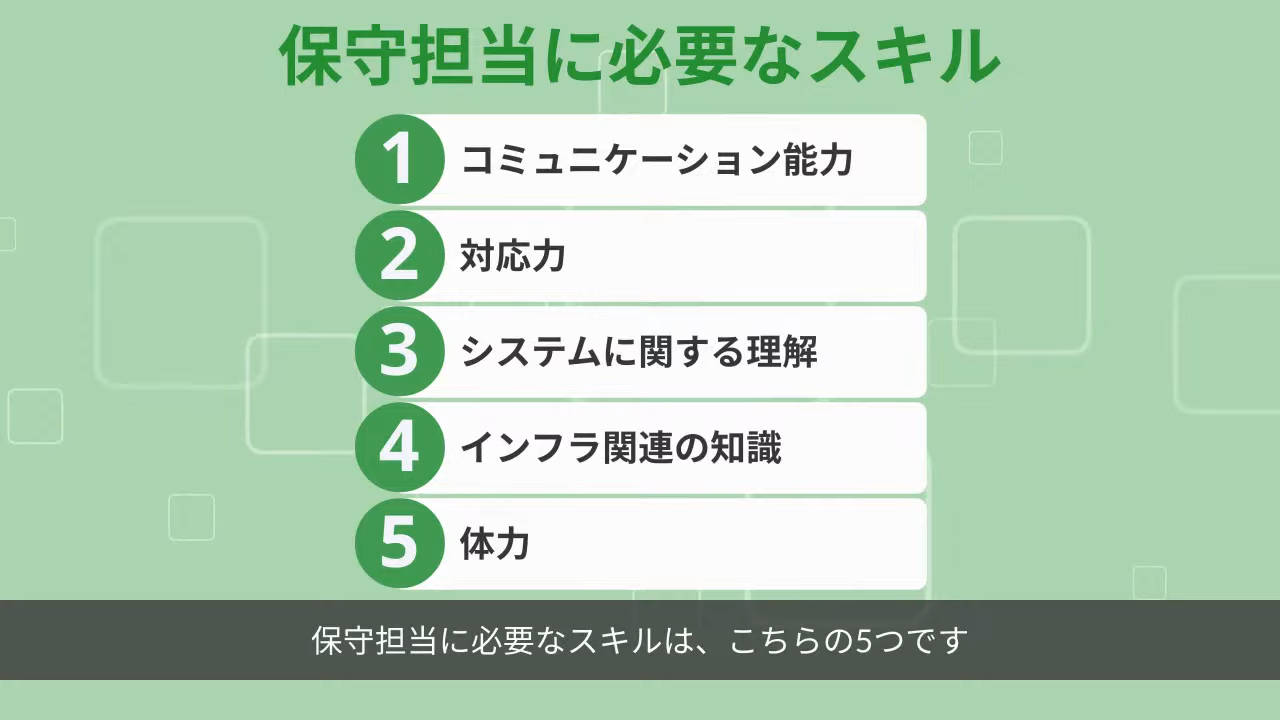 保守担当に必要なスキル
1 コミュニケーション能力
2 対応力
3 システムに関する理解
4 インフラ関連の知識
5 体力
保守担当に必要なスキルは、こちらの5つです